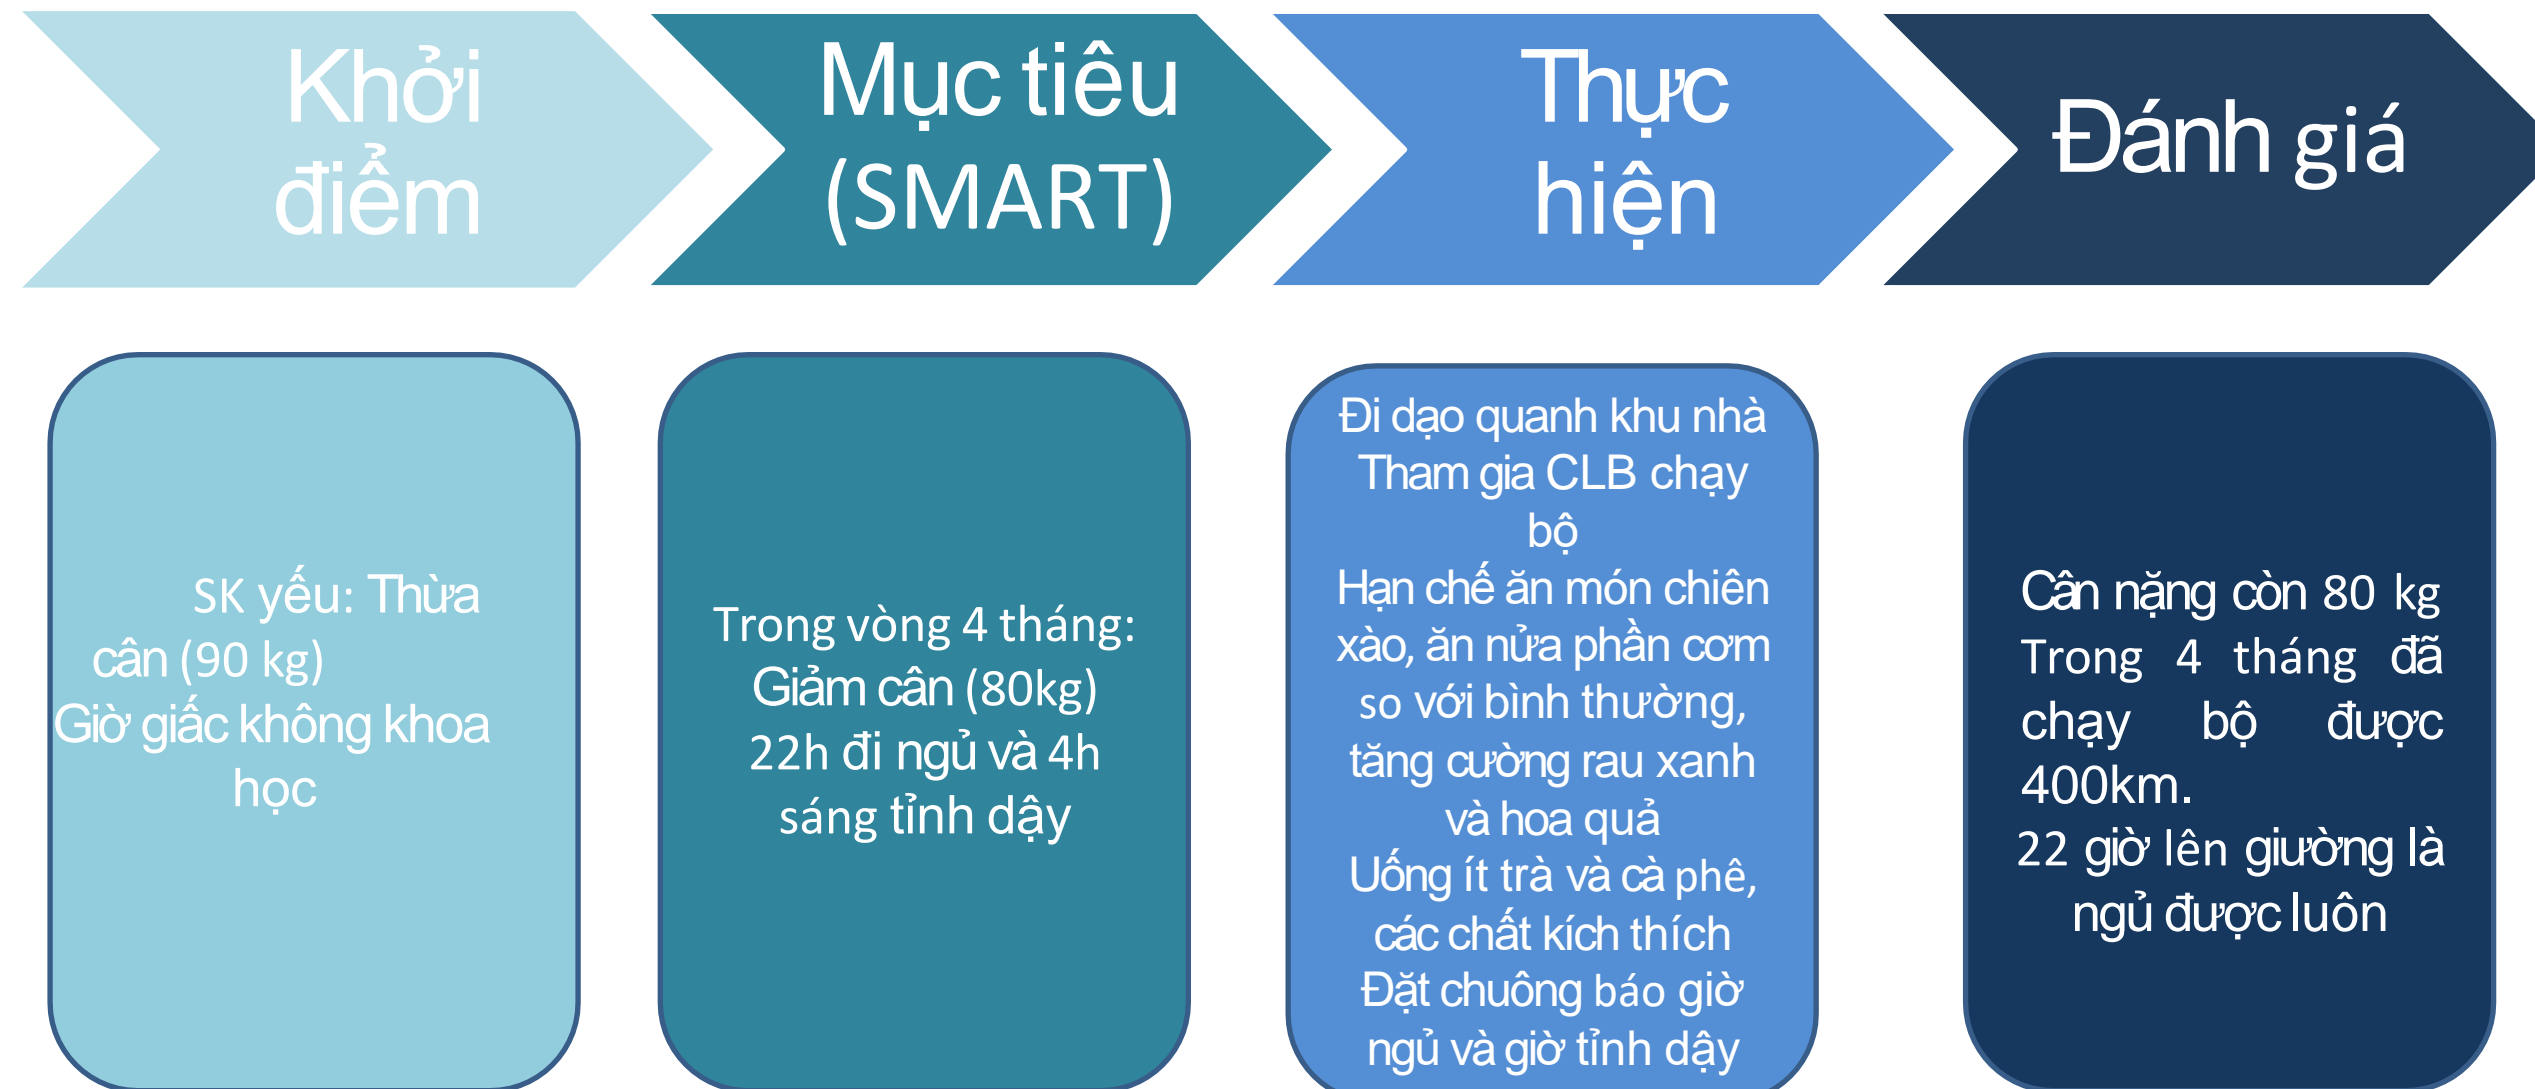 Khởi
điểm
Mục tiêu
(SMART)
Thực
hiện
Đánh giá
SK yếu: Thừa
cân (90 kg)
Giờ giấc không khoa
học
Trong vòng 4 tháng:
Giảm cân (80kg)
22h đi ngủ và 4h
sáng tỉnh dậy
Đi dạo quanh khu nhà
Tham gia CLB chạy
bộ
Hạn chế ăn món chiên
xào, ăn nửa phần cơm
so với bình thường,
tăng cường rau xanh
và hoa quả
Uống ít trà và cà phê,
các chất kích thích
Đặt chuông báo giờ
ngủ và giờ tỉnh dậy
Cân nặng còn 80 kg
Trong 4 tháng đã
chạy bộ được
400km.
22 giờ lên giường là
ngủ được luôn